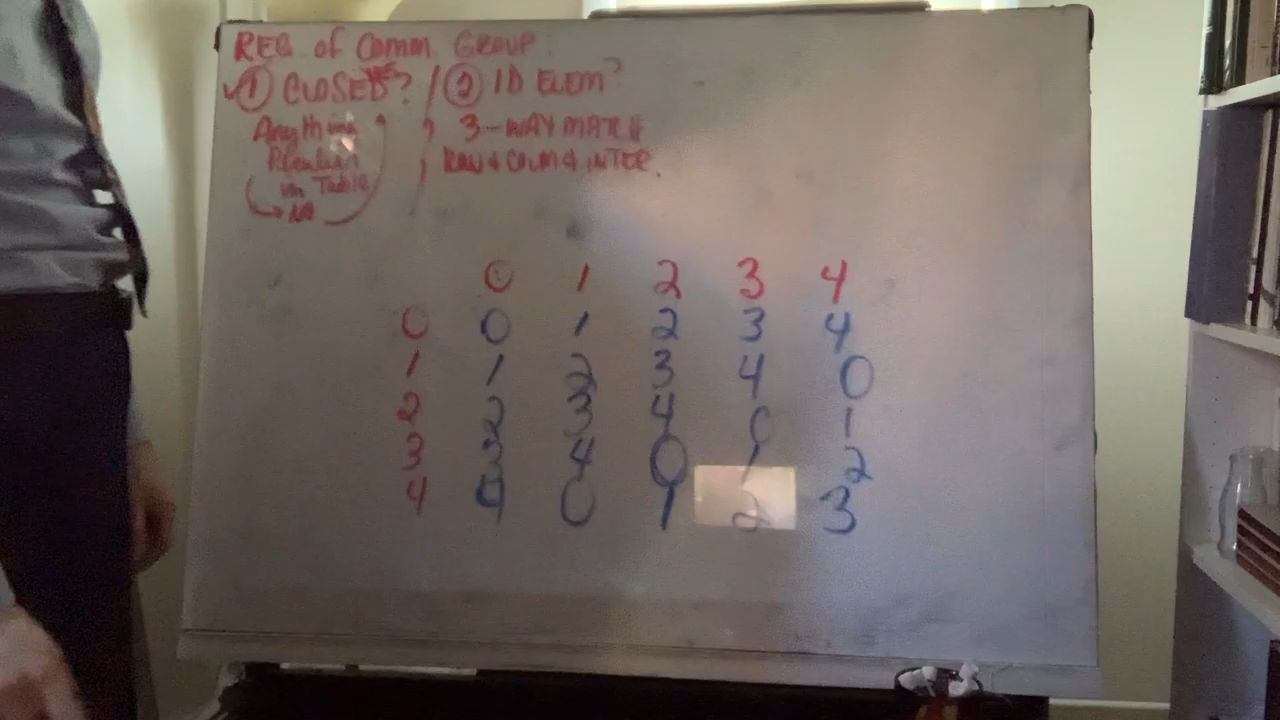 REQ of Comm. GROUP:
① CLOSED? YES / ② ID ELEM?
Anything 3-WAY MATCH
in Table ROW & COLM & INTER.
0 1 2 3 4
0 0 1 2 3 4
1 1 2 3 4 0
2 2 3 4 0 1
3 3 4 0 1 2
4 4 0 1 2 3